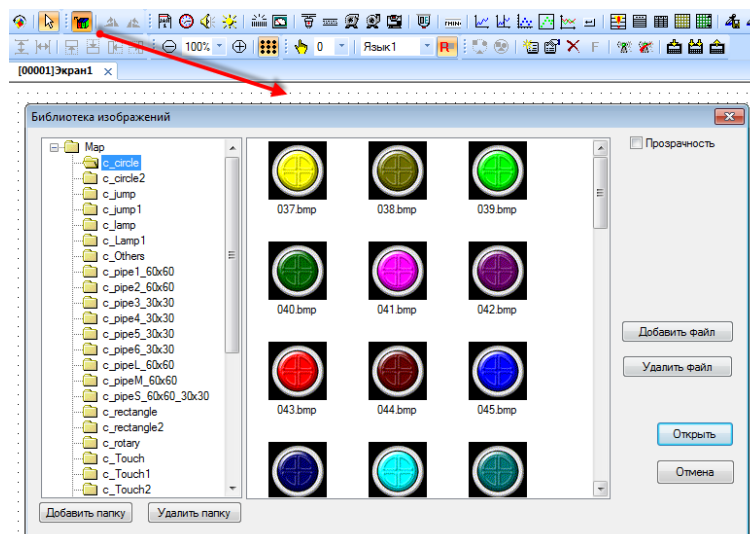 100%
0
Язык1
R
F
[00001]Экран1
Библиотека изображений
Map
c_circle
c_circle2
c_jump
c_jump1
c_lamp
c_Lamp1
c_Others
c_pipe1_60x60
c_pipe2_60x60
c_pipe3_30x30
c_pipe4_30x30
c_pipe5_30x30
c_pipe6_30x30
c_pipeL_60x60
c_pipeM_60x60
c_pipeS_60x60_30x30
c_rectangle
c_rectangle2
c_rotary
c_Touch
c_Touch1
c_Touch2
037.bmp 038.bmp 039.bmp
040.bmp 041.bmp 042.bmp
043.bmp 044.bmp 045.bmp
Прозрачность
Добавить файл
Удалить файл
Открыть
Отмена
Добавить папку Удалить папку